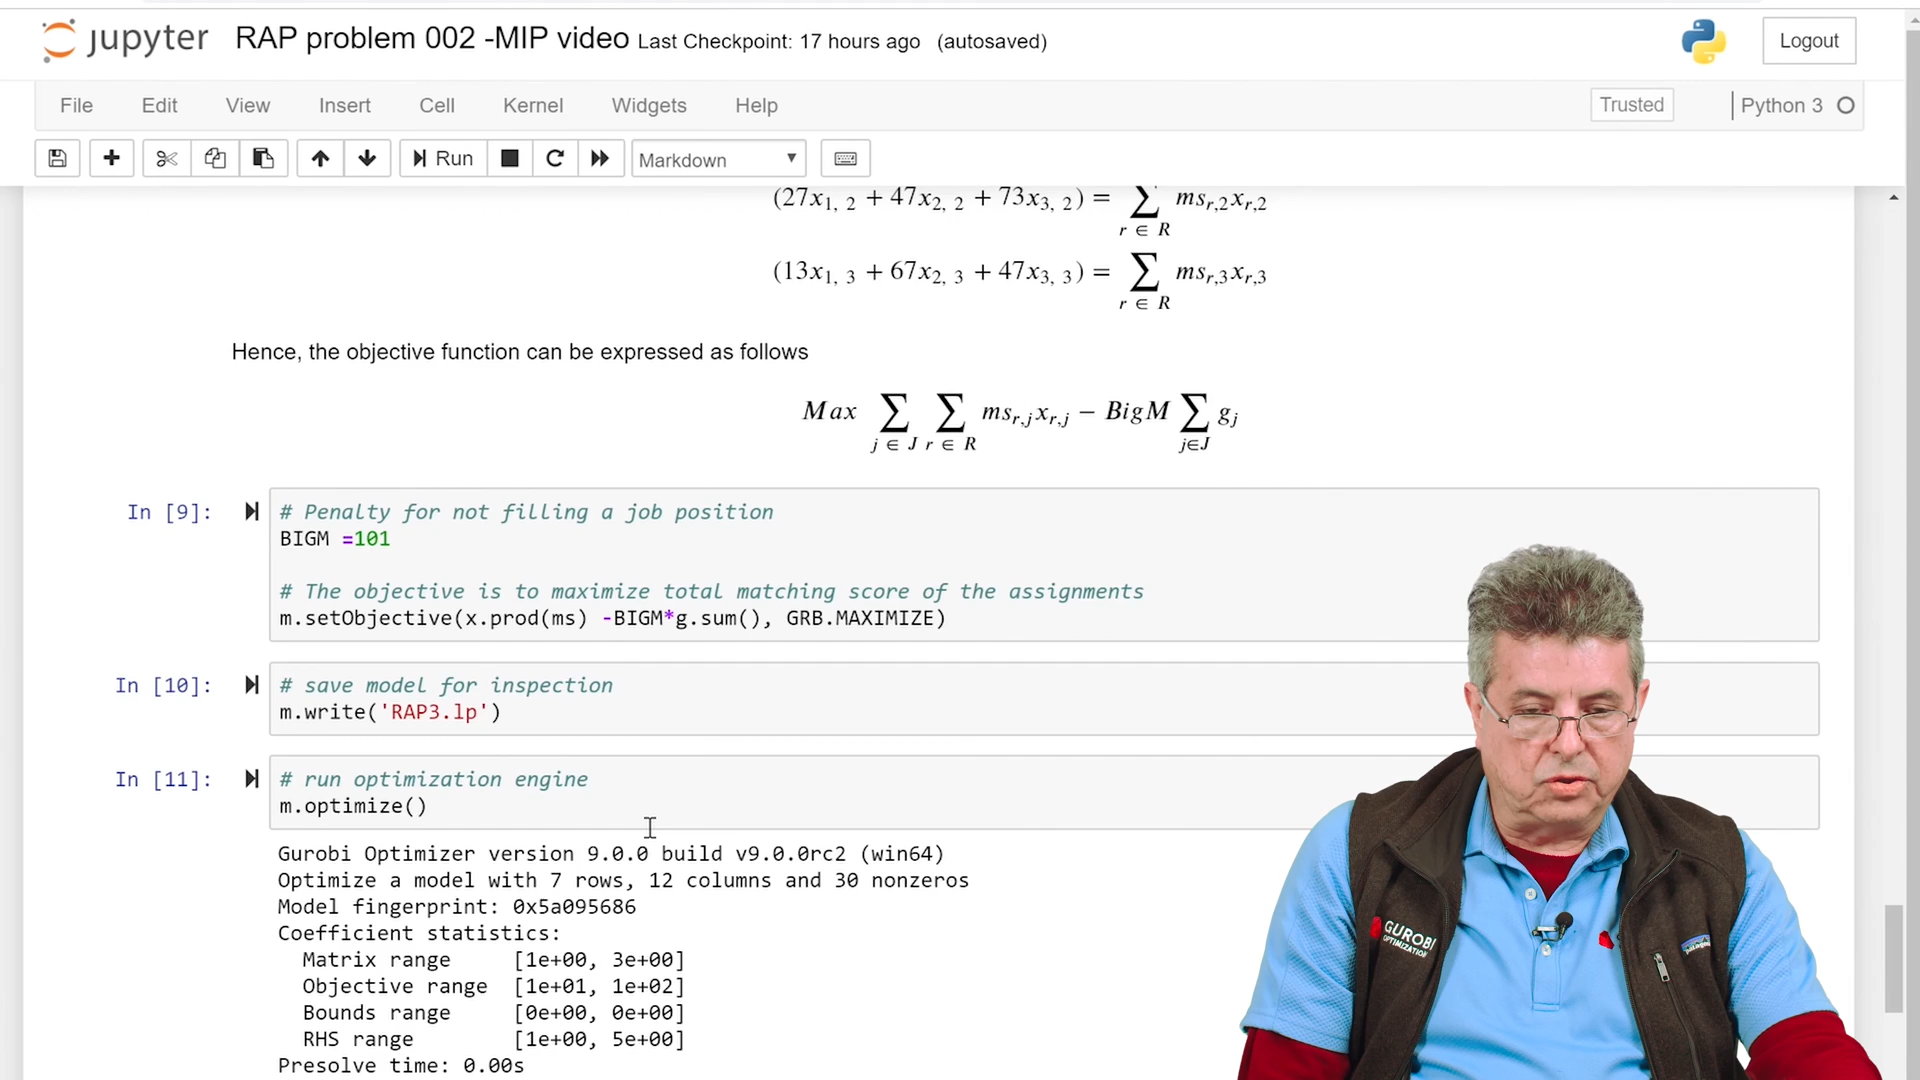 jupyter RAP problem 002 -MIP video Last Checkpoint: 17 hours ago (autosaved) Logout
File Edit View Insert Cell Kernel Widgets Help Trusted Python 3
Run Markdown
(27x1, 2 + 47x2, 2 + 73x3, 2) = ∑ r ∈ R ms r,2 x r,2
(13x1, 3 + 67x2, 3 + 47x3, 3) = ∑ r ∈ R ms r,3 x r,3
Hence, the objective function can be expressed as follows
Max ∑ j ∈ J ∑ r ∈ R ms r,j x r,j − BigM ∑ j∈J g j
In [9]: # Penalty for not filling a job position
BIGM =101
# The objective is to maximize total matching score of the assignments
m.setObjective(x.prod(ms) -BIGM*g.sum(), GRB.MAXIMIZE)
In [10]: # save model for inspection
m.write('RAP3.lp')
In [11]: # run optimization engine
m.optimize()
Gurobi Optimizer version 9.0.0 build v9.0.0rc2 (win64)
Optimize a model with 7 rows, 12 columns and 30 nonzeros
Model fingerprint: 0x5a095686
Coefficient statistics:
Matrix range [1e+00, 3e+00]
Objective range [1e+01, 1e+02]
Bounds range [0e+00, 0e+00]
RHS range [1e+00, 5e+00]
Presolve time: 0.00s
GUROBI
OPTIMIZATION
patagonia